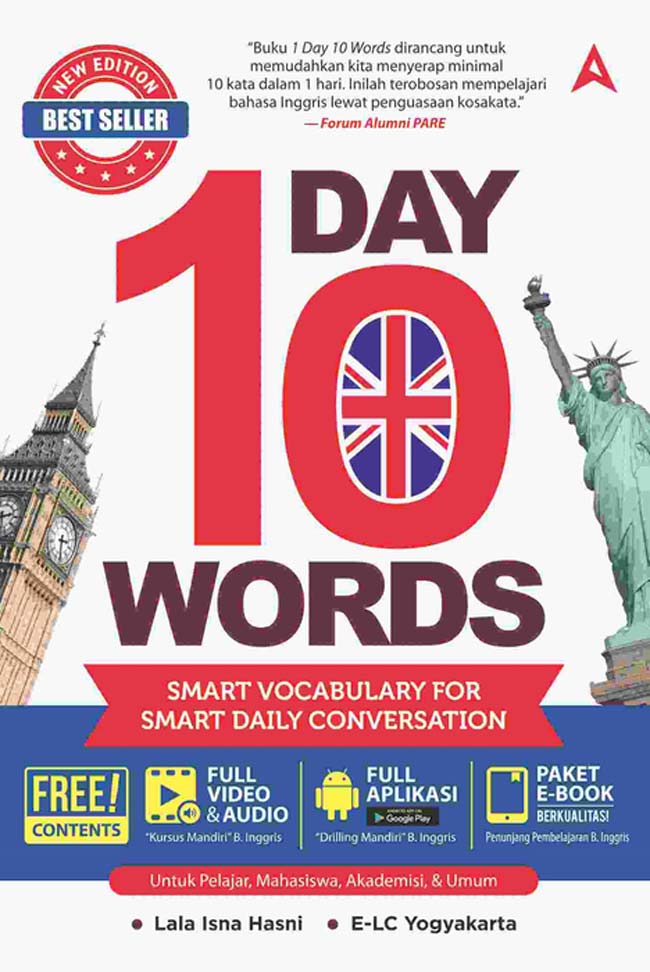 NEW EDITION
BEST SELLER
“Buku 1 Day 10 Words dirancang untuk
memudahkan kita menyerap minimal
10 kata dalam 1 hari. Inilah terobosan mempelajari
bahasa Inggris lewat penguasaan kosakata.”
— Forum Alumni PARE
1 DAY
10
WORDS
SMART VOCABULARY FOR
SMART DAILY CONVERSATION
FREE!
CONTENTS
FULL
VIDEO
& AUDIO
“Kursus Mandiri” B. Inggris
FULL
APLIKASI
ANDROID APP ON
Google Play
“Drilling Mandiri” B. Inggris
PAKET
E-BOOK
BERKUALITAS!
Penunjang Pembelajaran B. Inggris
Untuk Pelajar, Mahasiswa, Akademisi, & Umum
• Lala Isna Hasni • E-LC Yogyakarta